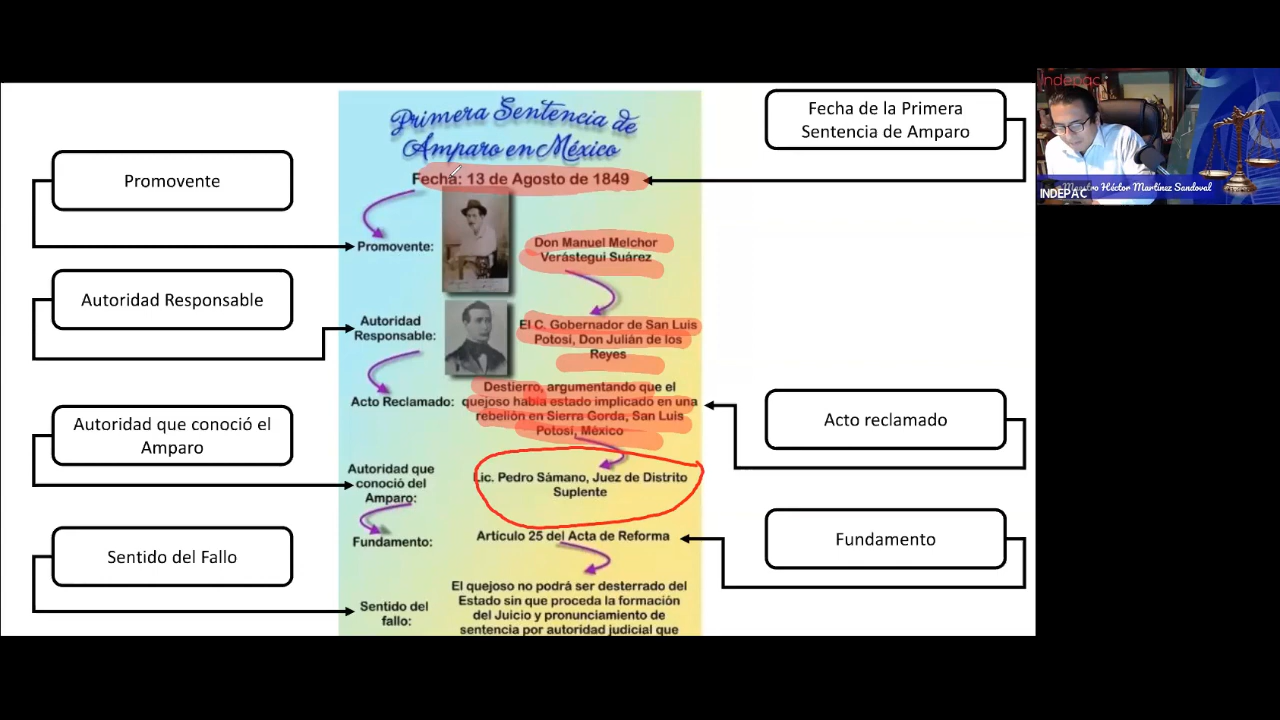 Primera Sentencia de
Amparo en México
Fecha: 13 de Agosto de 1849
Promovente:
Don Manuel Melchor
Verástegui Suárez
Autoridad
Responsable:
El C. Gobernador de San Luis
Potosí, Don Julián de los
Reyes
Acto Reclamado:
Destierro, argumentando que el
quejoso había estado implicado en una
rebelión en Sierra Gorda, San Luis
Potosí, México
Autoridad que
conoció del
Amparo:
Lic. Pedro Sámano, Juez de Distrito
Suplente
Fundamento:
Artículo 25 del Acta de Reforma
Sentido del
fallo:
El quejoso no podrá ser desterrado del
Estado sin que proceda la formación
del Juicio y pronunciamiento de
sentencia por autoridad judicial que
Promovente
Autoridad Responsable
Autoridad que conoció el
Amparo
Sentido del Fallo
Fecha de la Primera
Sentencia de Amparo
Acto reclamado
Fundamento
Indepac
Maestro Héctor Martínez Sandoval
INDEPAC